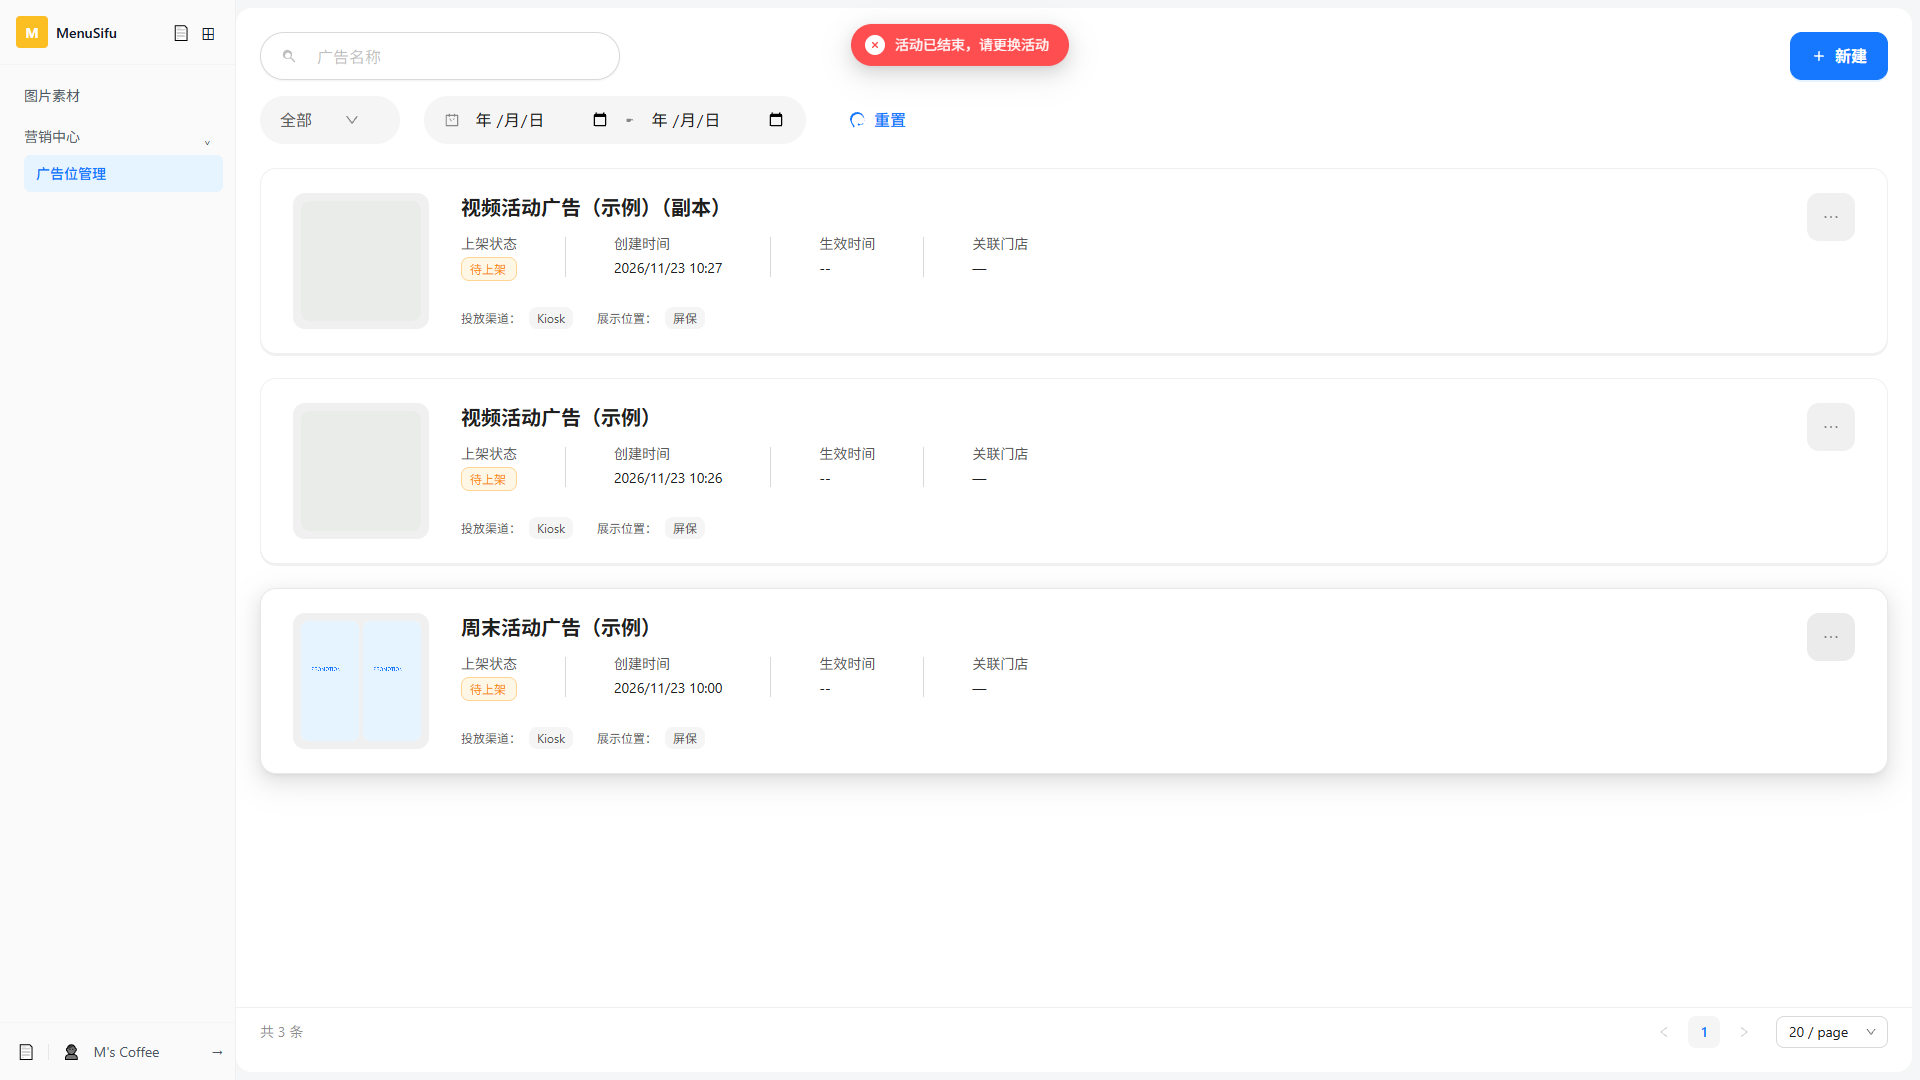 M MenuSifu
图片素材
营销中心
广告位管理
M's Coffee
广告名称
活动已结束，请更换活动
新建
全部
年 /月/日
年 /月/日
重置
视频活动广告（示例）（副本）
上架状态 创建时间 生效时间 关联门店
待上架 2026/11/23 10:27 -- —
投放渠道： Kiosk 展示位置： 屏保
视频活动广告（示例）
上架状态 创建时间 生效时间 关联门店
待上架 2026/11/23 10:26 -- —
投放渠道： Kiosk 展示位置： 屏保
PROMOTION PROMOTION
周末活动广告（示例）
上架状态 创建时间 生效时间 关联门店
待上架 2026/11/23 10:00 -- —
投放渠道： Kiosk 展示位置： 屏保
共 3 条
1
20 / page